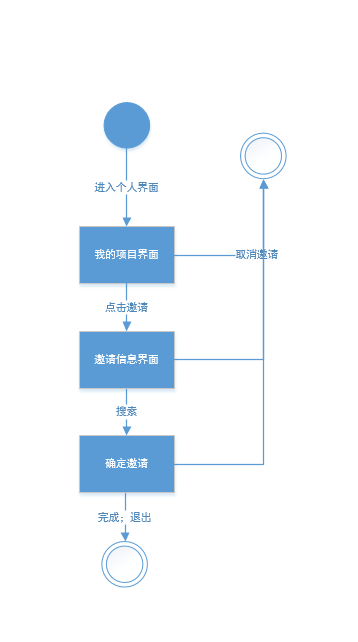 进入个人界面
我的项目界面
取消邀请
点击邀请
邀请信息界面
搜索
确定邀请
完成；退出